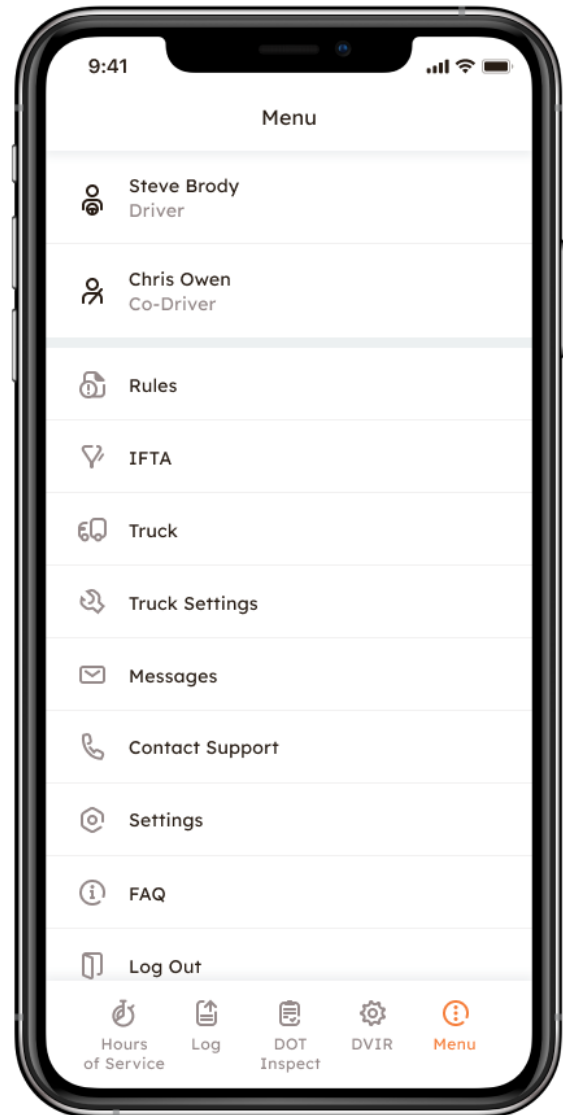 9:41
Menu
Steve Brody
Driver
Chris Owen
Co-Driver
Rules
IFTA
Truck
Truck Settings
Messages
Contact Support
Settings
FAQ
Log Out
Hours
of Service
Log
DOT
Inspect
DVIR
Menu